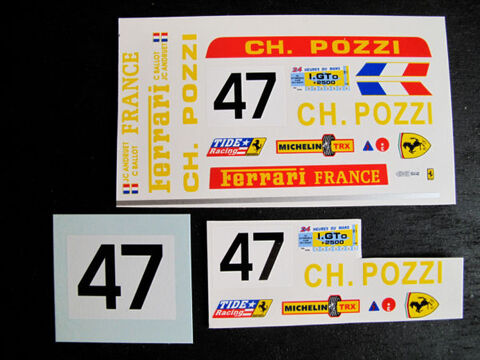 CH. POZZI
47
24 HEURES DU MANS
I.GTo
+2500
CH. POZZI
TIDE
Racing
MICHELIN TRX
Ferrari FRANCE
JC ANDRUET
C BALLOT
FRANCE
C BALLOT
JC ANDRUET
Ferrari
CH. POZZI
47
47
24 HEURES DU MANS
I.GTo
+2500
CH. POZZI
TIDE
Racing
MICHELIN TRX